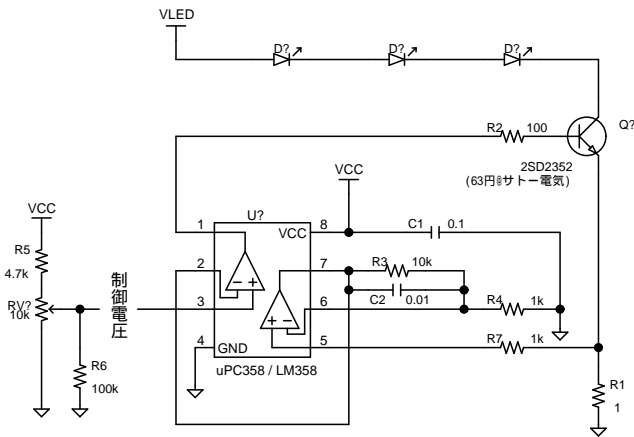 VLED
D?
D?
D?
R2 100
Q?
2SD2352
(63円@サトー電気)
VCC
U?
1
VCC
8
C1 0.1
VCC
R5
4.7k
制御電圧
2
7
R3 10k
RV?
10k
C2 0.01
3
6
R4 1k
4
GND
5
R7 1k
R6
100k
uPC358 / LM358
R1
1